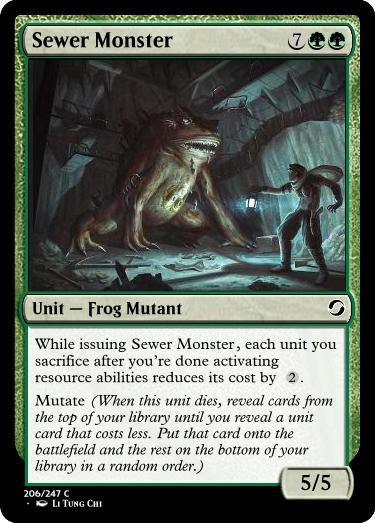 Sewer Monster 7
Unit — Frog Mutant
While issuing Sewer Monster, each unit you
sacrifice after you're done activating
resource abilities reduces its cost by 2.
Mutate (When this unit dies, reveal cards from
the top of your library until you reveal a unit
card that costs less. Put that card onto the
battlefield and the rest on the bottom of your
library in a random order.)
5/5
206/247 C
Li Tung Chi